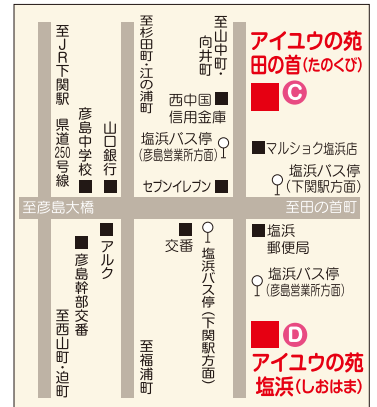 至JR下関駅
県道250号線
彦島中学校
山口銀行
至杉田町・江の浦町
至山中町・
向井町
アイユウの苑
田の首(たのくび)
C
西中国
信用金庫
塩浜バス停
(彦島営業所方面)
セブンイレブン
マルショク塩浜店
塩浜バス停
(下関駅方面)
至彦島大橋
至田の首町
アルク
彦島幹部交番
至西山町・迫町
交番
塩浜バス停(下関駅方面)
至福浦町
塩浜
郵便局
塩浜バス停
(彦島営業所方面)
D
アイユウの苑
塩浜(しおはま)